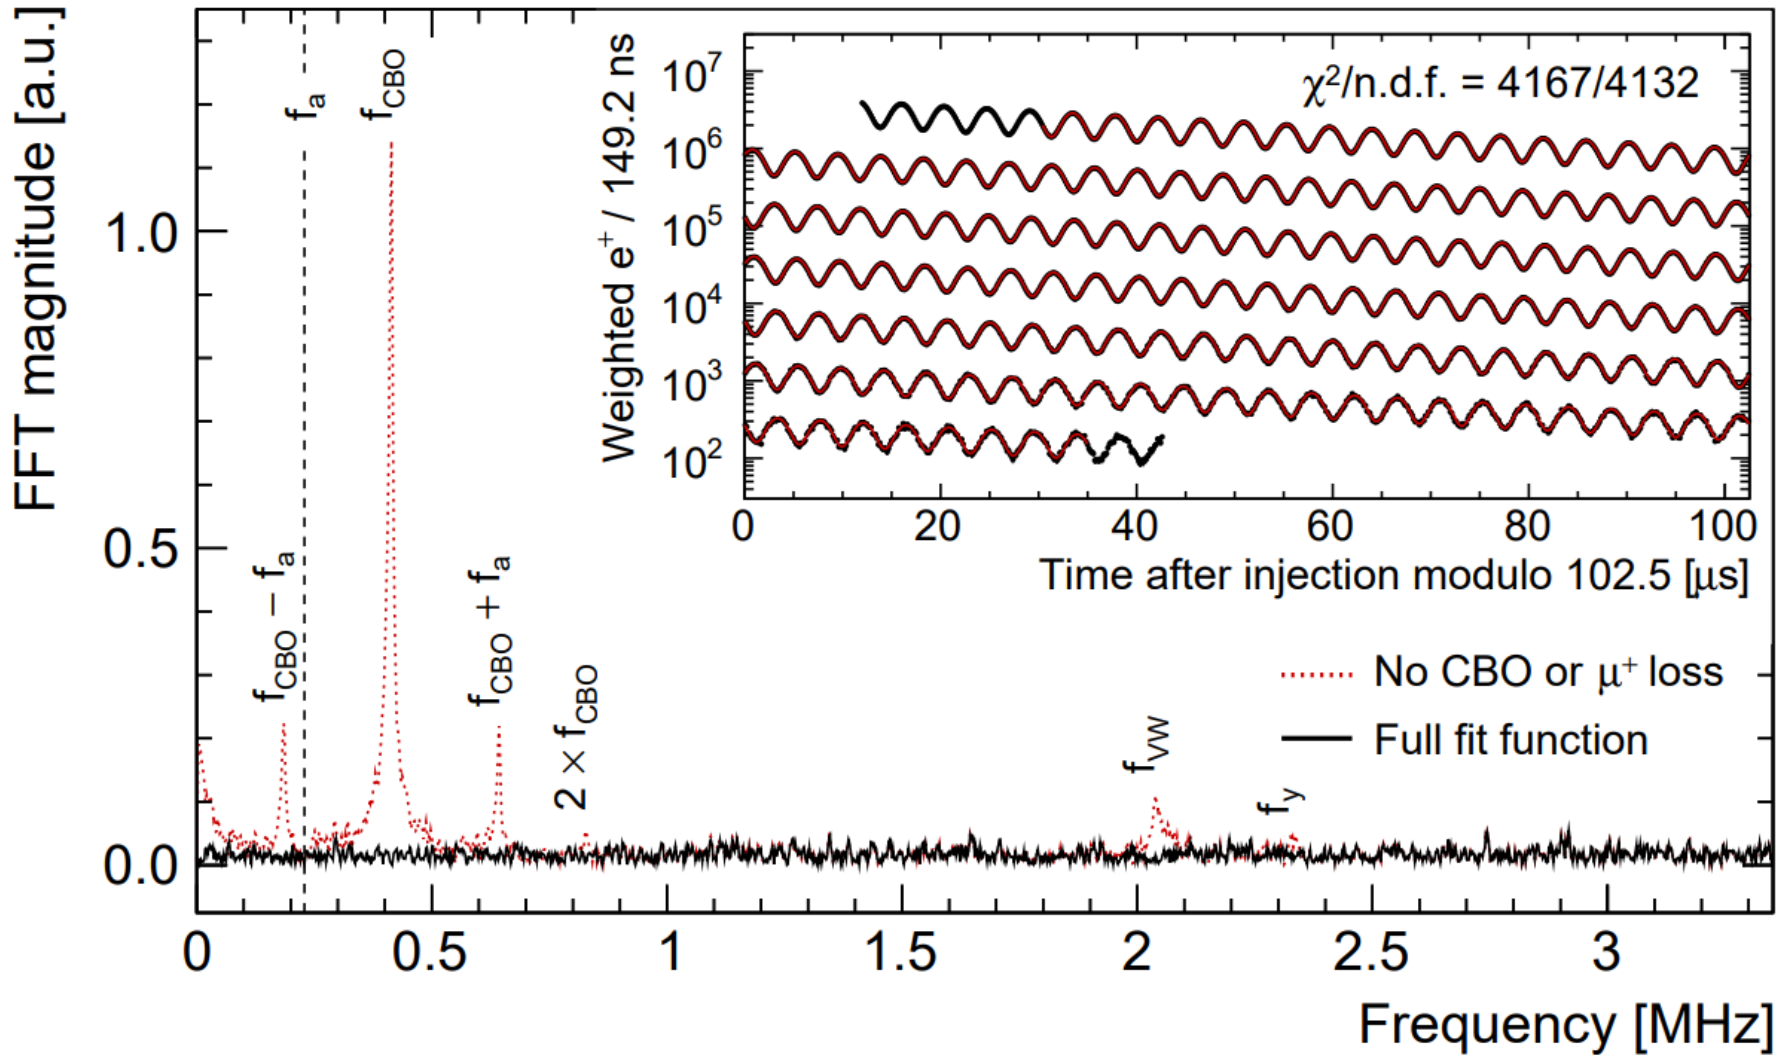 FFT magnitude [a.u.]
1.0
0.5
0.0
f_a
f_CBO
f_CBO − f_a
f_CBO + f_a
2 × f_CBO
f_VW
f_y
Weighted e⁺ / 149.2 ns
10⁷
10⁶
10⁵
10⁴
10³
10²
χ²/n.d.f. = 4167/4132
0 20 40 60 80 100
Time after injection modulo 102.5 [μs]
No CBO or μ⁺ loss
Full fit function
0 0.5 1 1.5 2 2.5 3
Frequency [MHz]